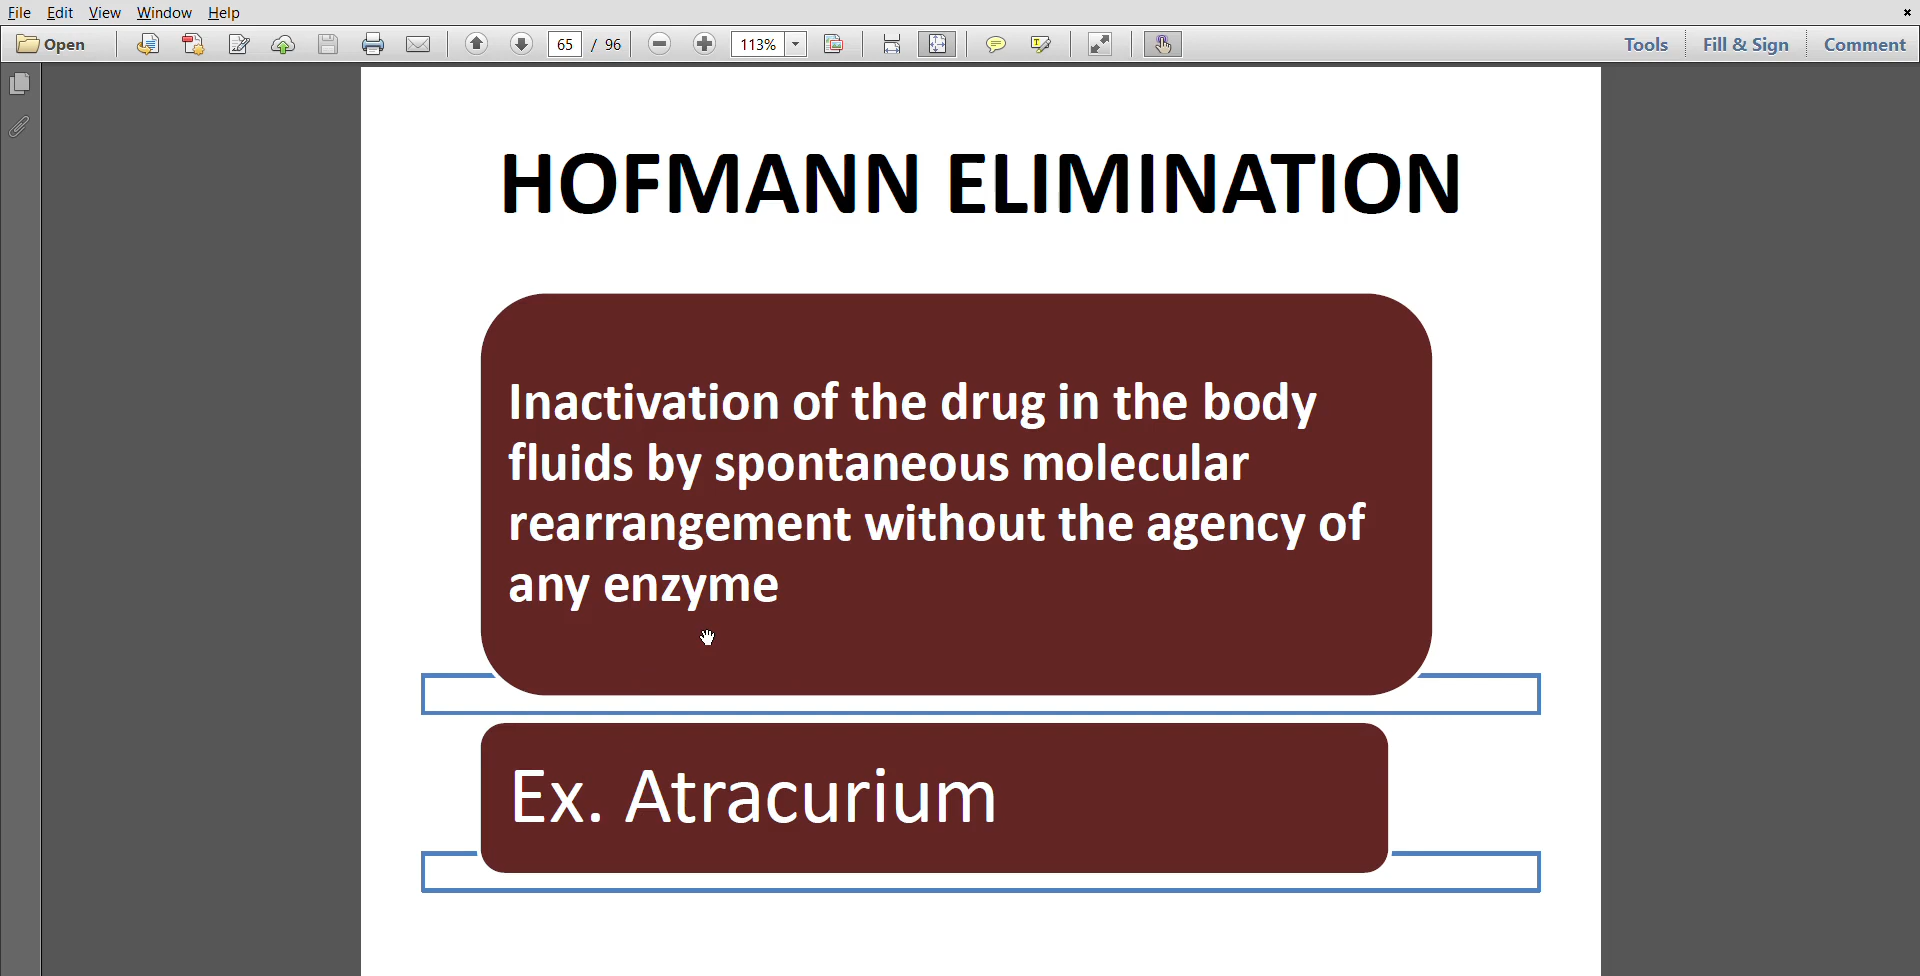 File Edit View Window Help
Open 65 / 96 113% Tools Fill & Sign Comment
HOFMANN ELIMINATION
Inactivation of the drug in the body
fluids by spontaneous molecular
rearrangement without the agency of
any enzyme
Ex. Atracurium